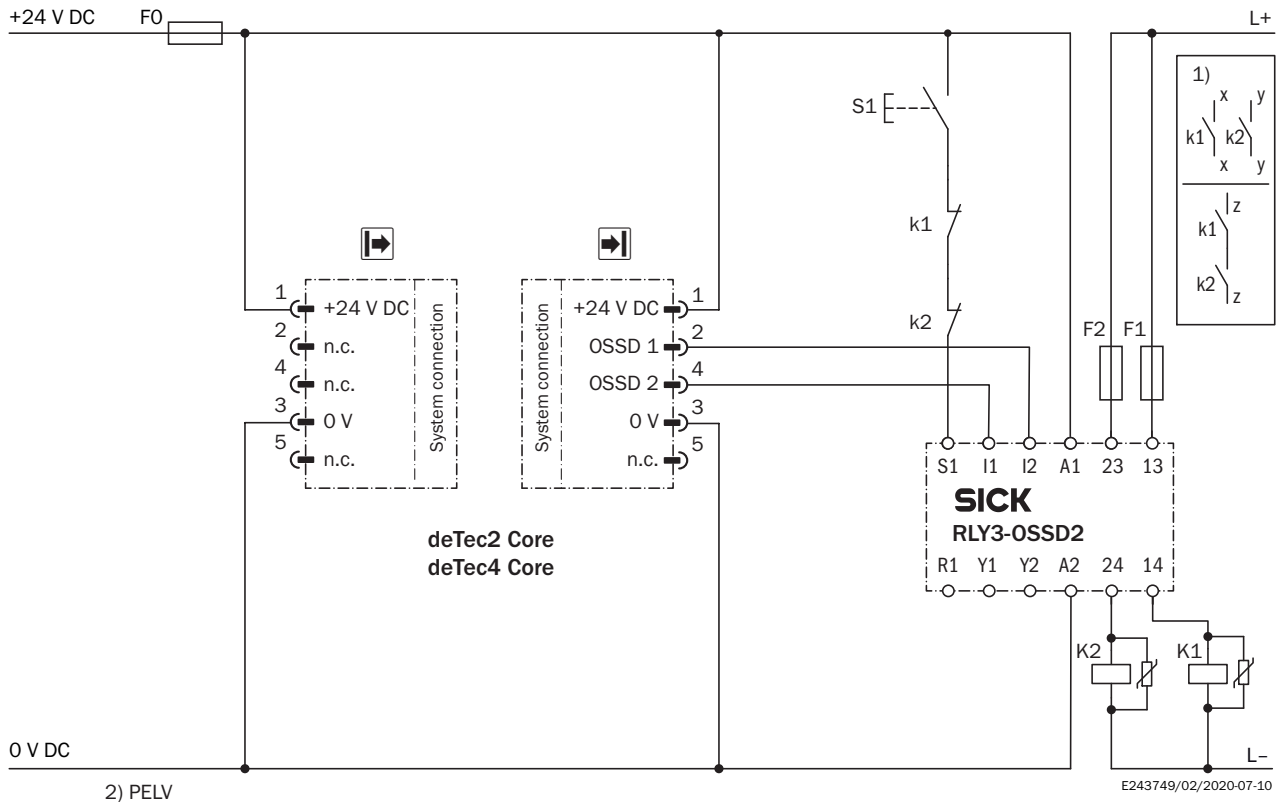 +24 V DC
F0
L+
1)
x
y
k1
k2
x
y
z
k1
k2
z
S1
k1
k2
F2
F1
1
+24 V DC
2
n.c.
4
n.c.
3
0 V
5
n.c.
System connection
System connection
+24 V DC
1
OSSD 1
2
OSSD 2
4
0 V
3
n.c.
5
deTec2 Core
deTec4 Core
S1 I1 I2 A1 23 13
SICK
RLY3-OSSD2
R1 Y1 Y2 A2 24 14
K2
K1
0 V DC
L–
2) PELV
E243749/02/2020-07-10